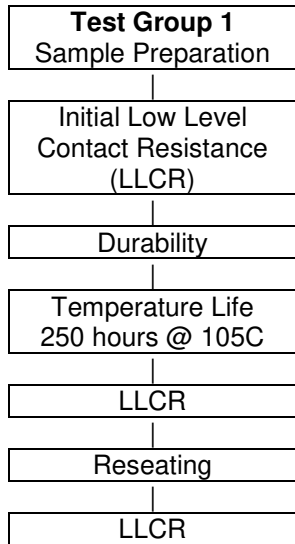 Test Group 1
Sample Preparation
Initial Low Level
Contact Resistance
(LLCR)
Durability
Temperature Life
250 hours @ 105C
LLCR
Reseating
LLCR